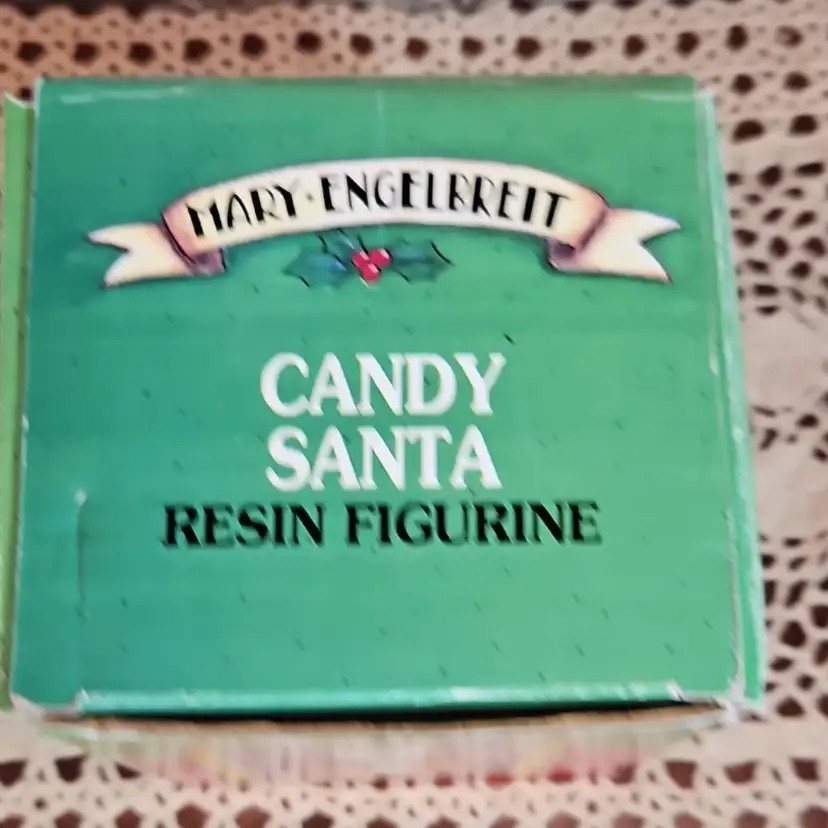 MARY · ENGELBREIT
CANDY
SANTA
RESIN FIGURINE